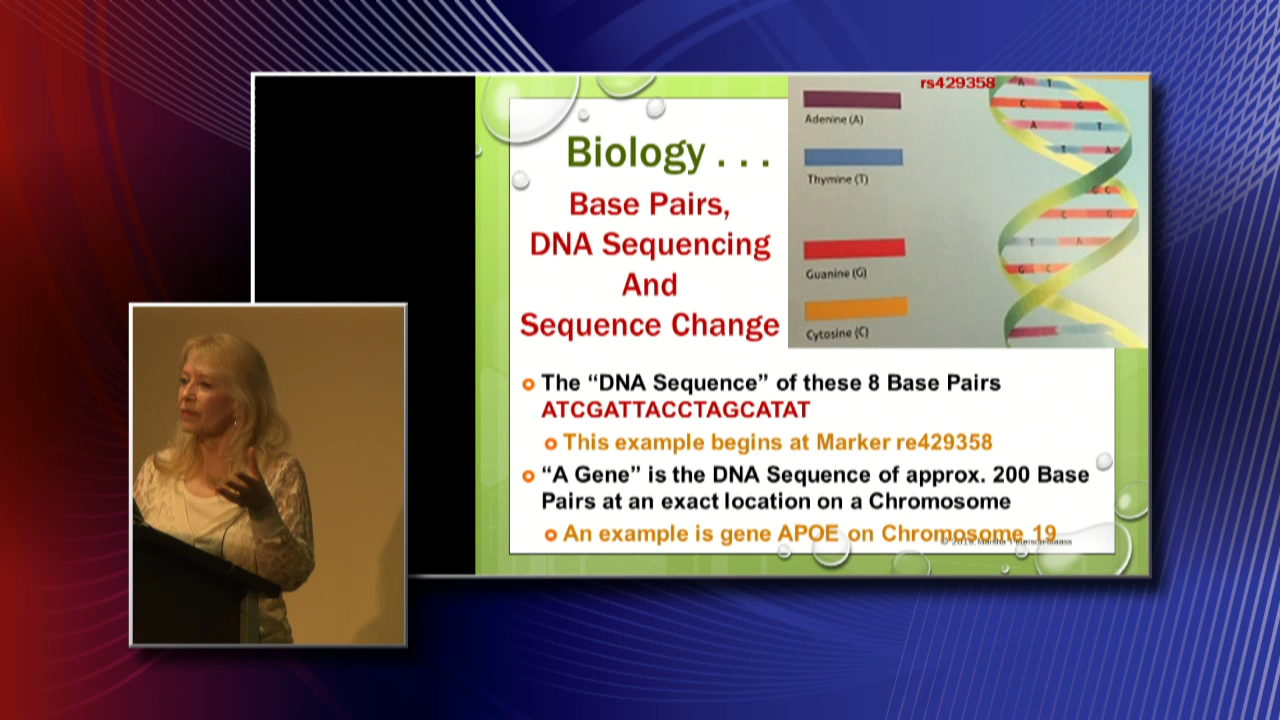 Biology . . .
Base Pairs,
DNA Sequencing
And
Sequence Change
rs429358
Adenine (A)
Thymine (T)
Guanine (G)
Cytosine (C)
A T
C G
A T
T A
G C
C G
T A
G C
The “DNA Sequence” of these 8 Base Pairs
ATCGATTACCTAGCATAT
This example begins at Marker re429358
“A Gene” is the DNA Sequence of approx. 200 Base
Pairs at an exact location on a Chromosome
An example is gene APOE on Chromosome 19